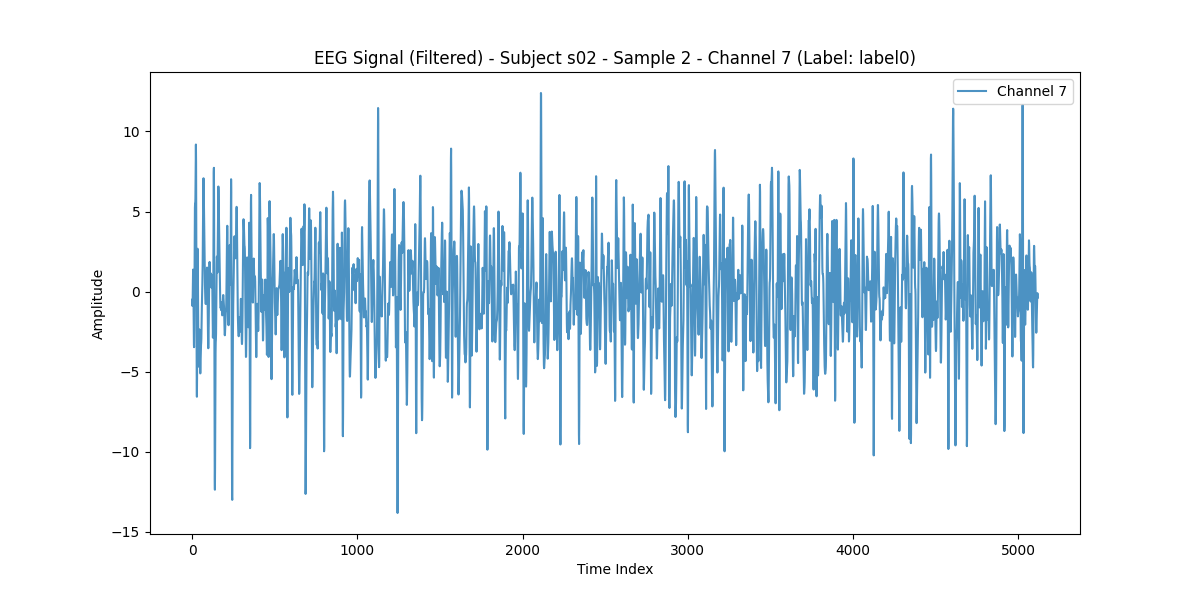 EEG Signal (Filtered) - Subject s02 - Sample 2 - Channel 7 (Label: label0)
Channel 7
Amplitude
10
5
0
−5
−10
−15
0 1000 2000 3000 4000 5000
Time Index